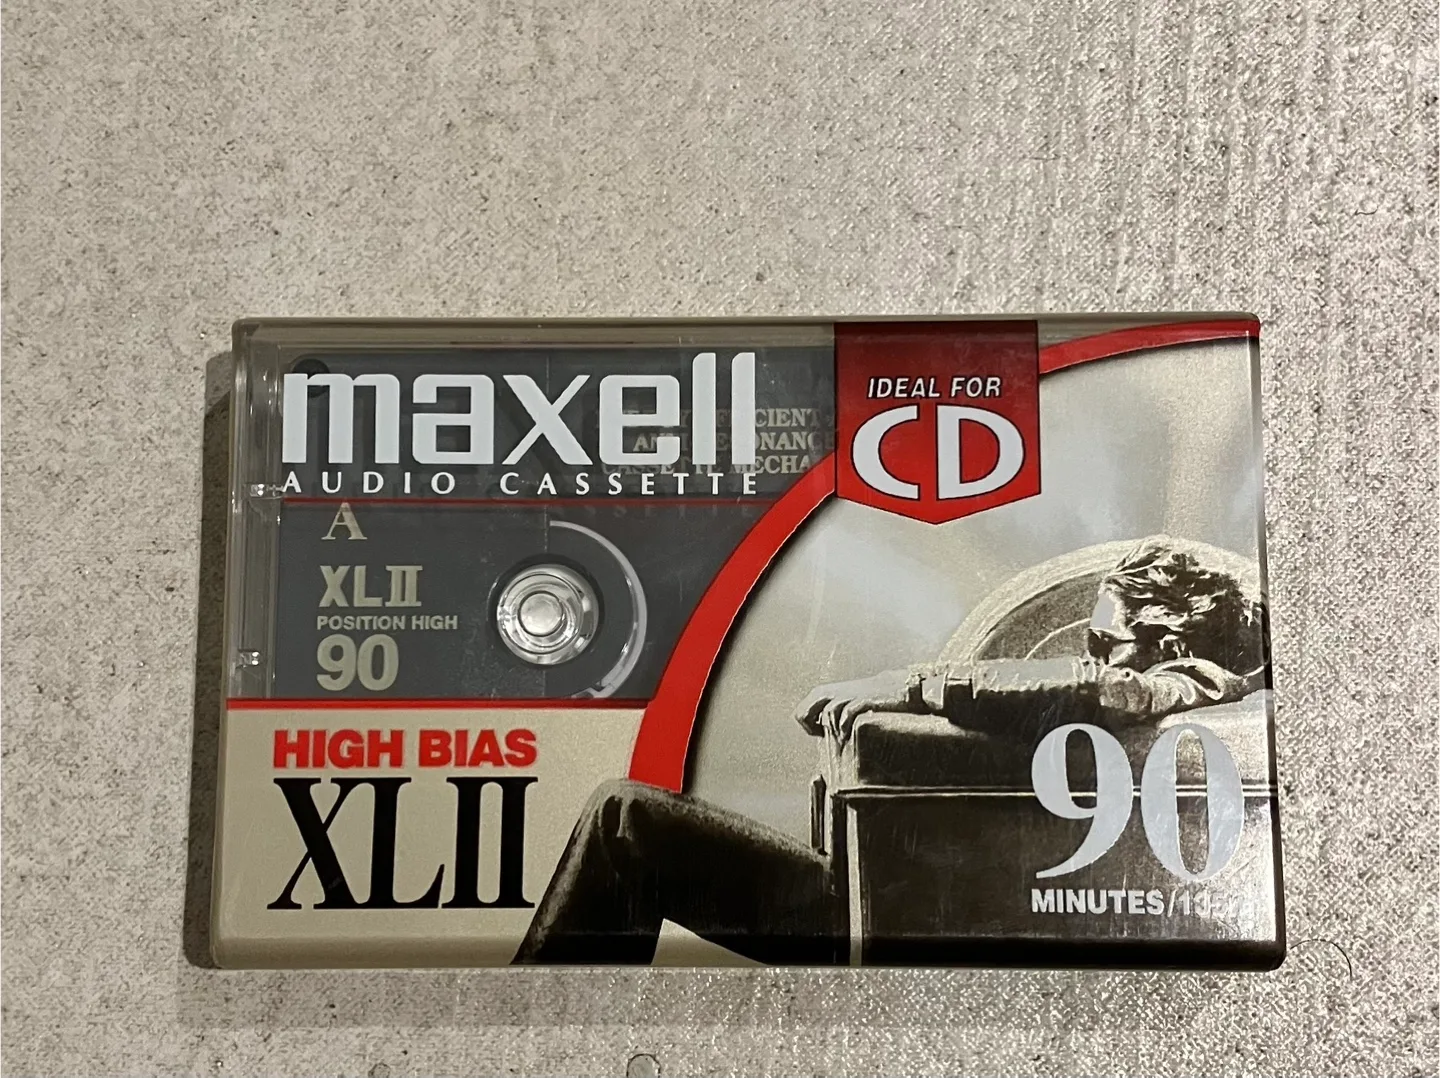 maxell
AUDIO CASSETTE
IDEAL FOR
CD
A
XLII
POSITION HIGH
90
HIGH BIAS
XLII
90
MINUTES/